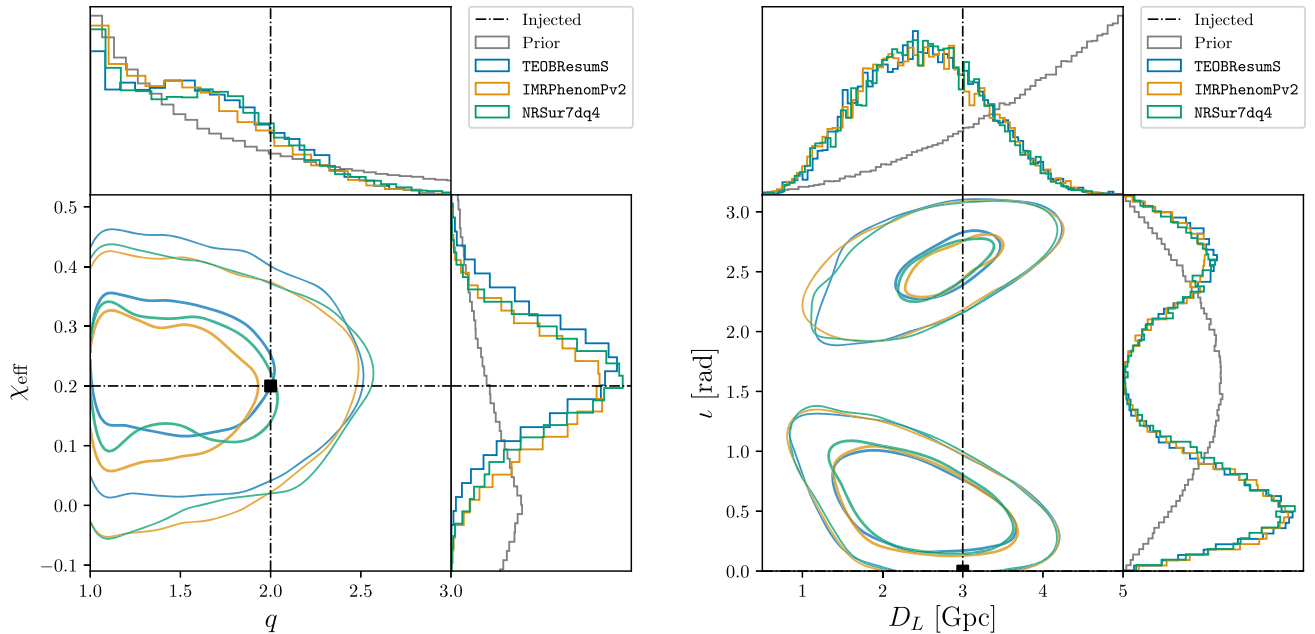 Injected
Prior
TEOBResumS
IMRPhenomPv2
NRSur7dq4
0.5
0.4
0.3
0.2
0.1
0.0
−0.1
χeff
1.0
1.5
2.0
2.5
3.0
q
Injected
Prior
TEOBResumS
IMRPhenomPv2
NRSur7dq4
3.0
2.5
2.0
1.5
1.0
0.5
0.0
ι [rad]
1
2
3
4
5
D_L [Gpc]